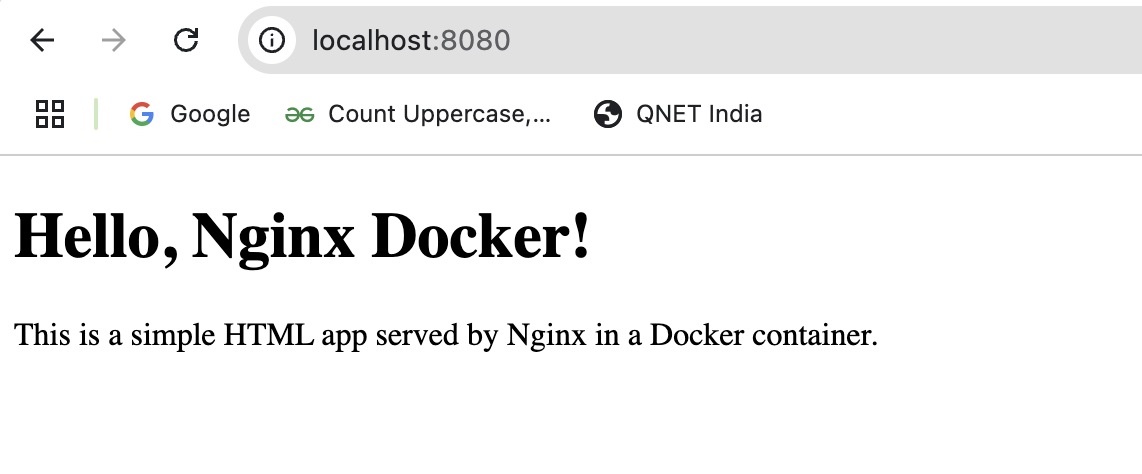 localhost:8080
Google Count Uppercase,... QNET India
Hello, Nginx Docker!
This is a simple HTML app served by Nginx in a Docker container.